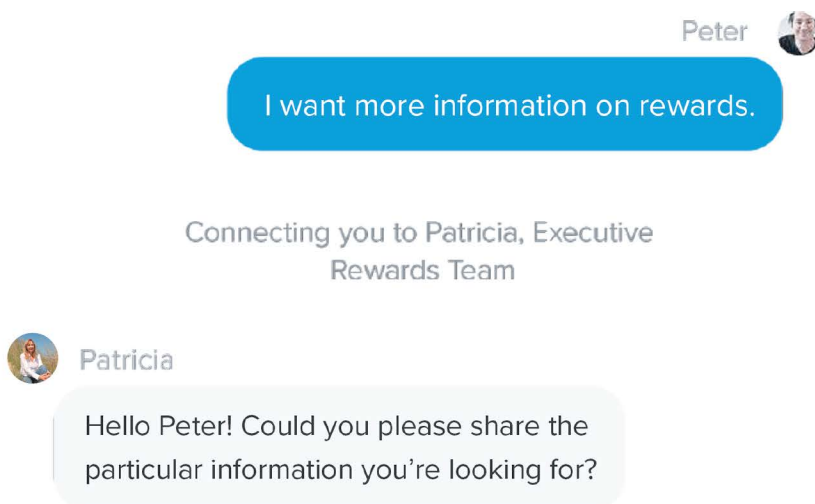 Peter
I want more information on rewards.
Connecting you to Patricia, Executive
Rewards Team
Patricia
Hello Peter! Could you please share the
particular information you’re looking for?